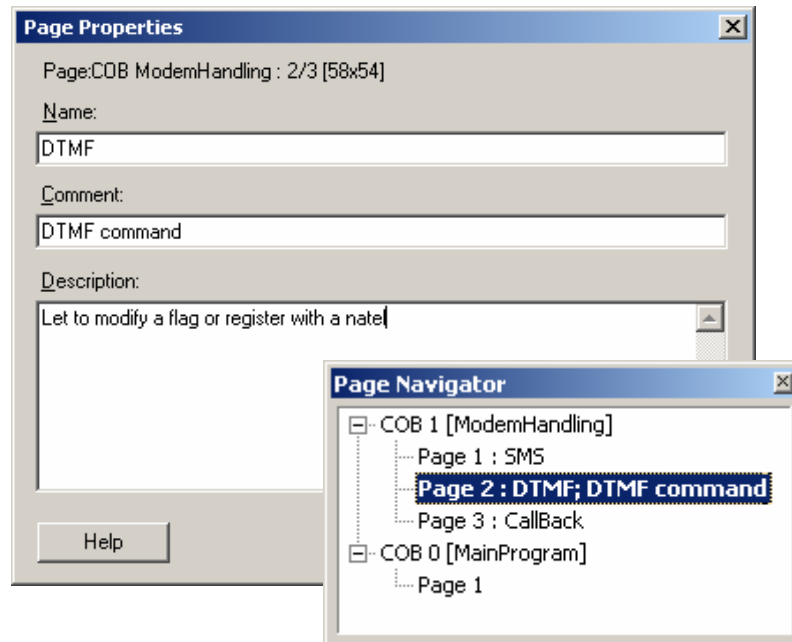 Page Properties
Page:COB ModemHandling : 2/3 [58x54]
Name:
DTMF
Comment:
DTMF command
Description:
Let to modify a flag or register with a natel
Help
Page Navigator
COB 1 [ModemHandling]
Page 1 : SMS
Page 2 : DTMF; DTMF command
Page 3 : CallBack
COB 0 [MainProgram]
Page 1